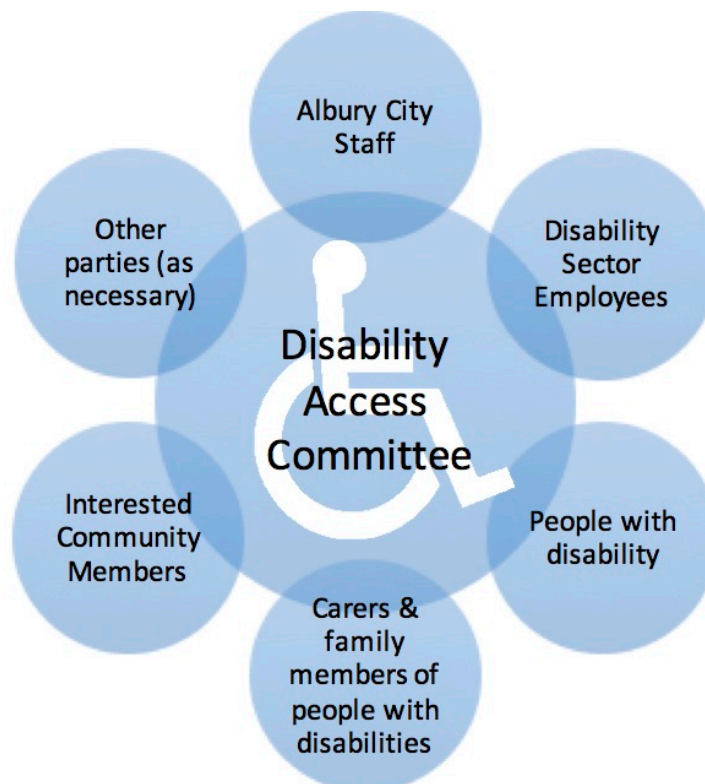 Albury City
Staff
Other
parties (as
necessary)
Disability
Sector
Employees
Disability
Access
Committee
Interested
Community
Members
People with
disability
Carers &
family
members of
people with
disabilities